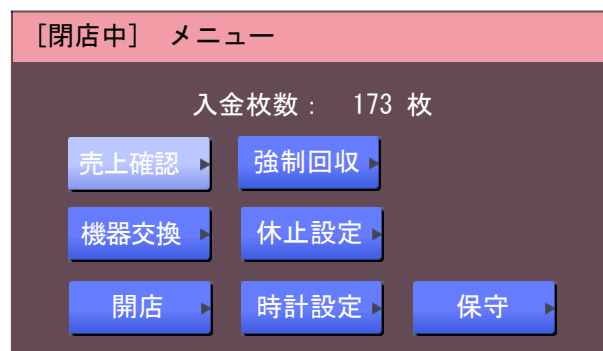 [閉店中] メニュー
入金枚数： 173 枚
売上確認 強制回収
機器交換 休止設定
開店 時計設定 保守